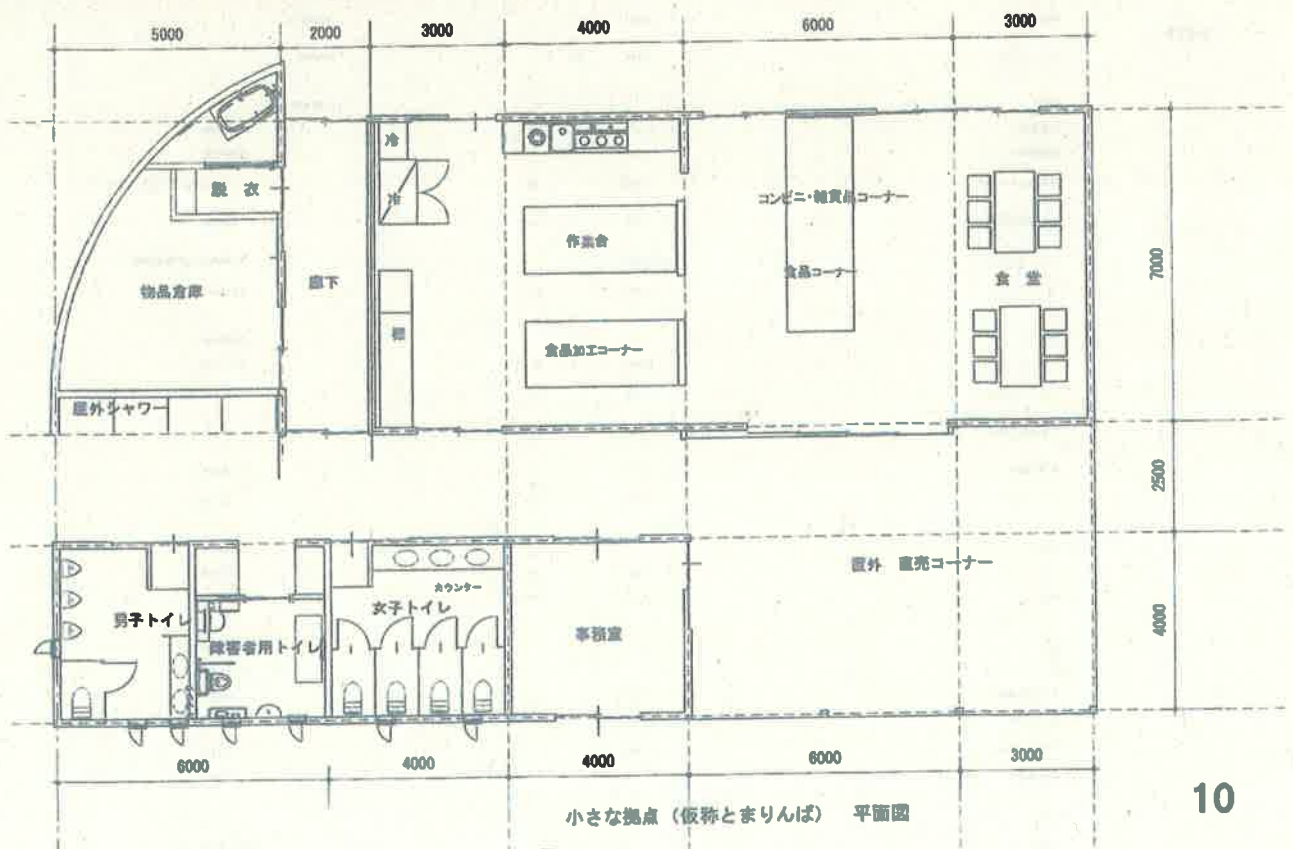 5000
2000
3000
4000
6000
3000
冷
冷
脱 衣
物品倉庫
廊下
棚
作業台
食品加工コーナー
コンビニ・雑貨品コーナー
食品コーナー
食 堂
屋外シャワー
7000
2500
4000
男子トイレ
障害者用トイレ
カウンター
女子トイレ
事務室
屋外 直売コーナー
6000
4000
4000
6000
3000
小さな拠点(仮称とまりんぱ) 平面図
10